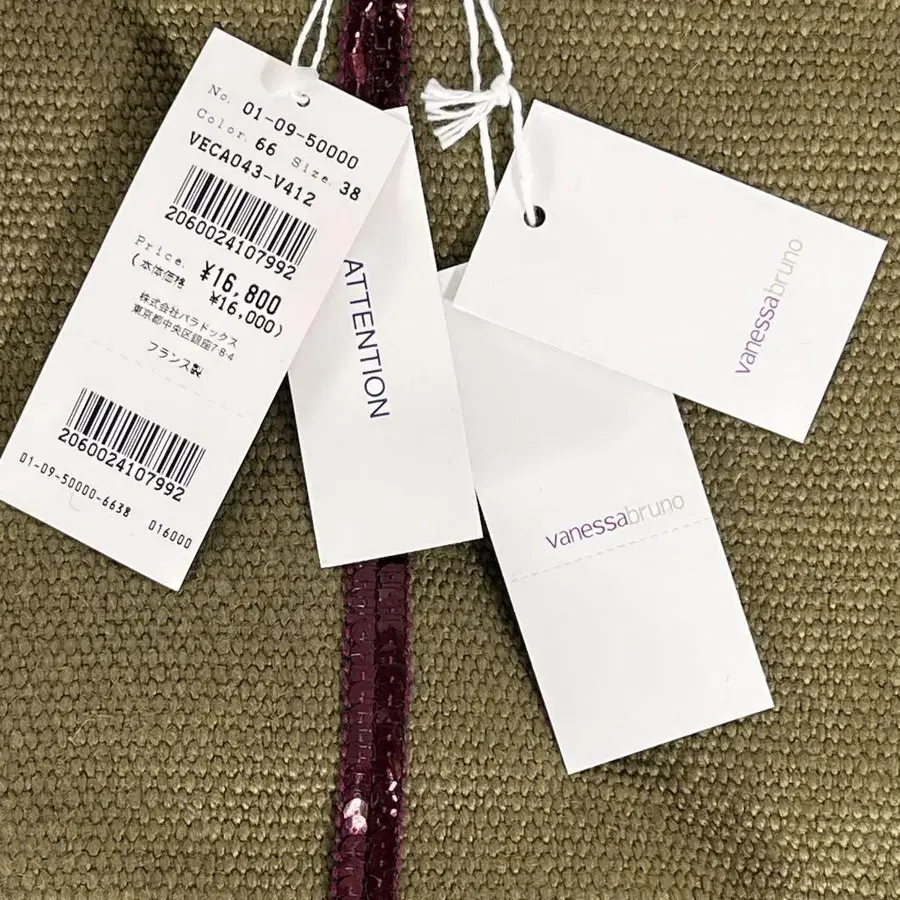 No. 01-09-50000
Color. 66 Size. 38
VECA043-V412
2060024107992
Price. ¥16,800
(本体価格 ¥16,000)
株式会社パラドックス
東京都中央区銀座7-8-4
フランス製
2060024107992
01-09-50000-6638 016000
ATTENTION
vanessabruno
vanessabruno